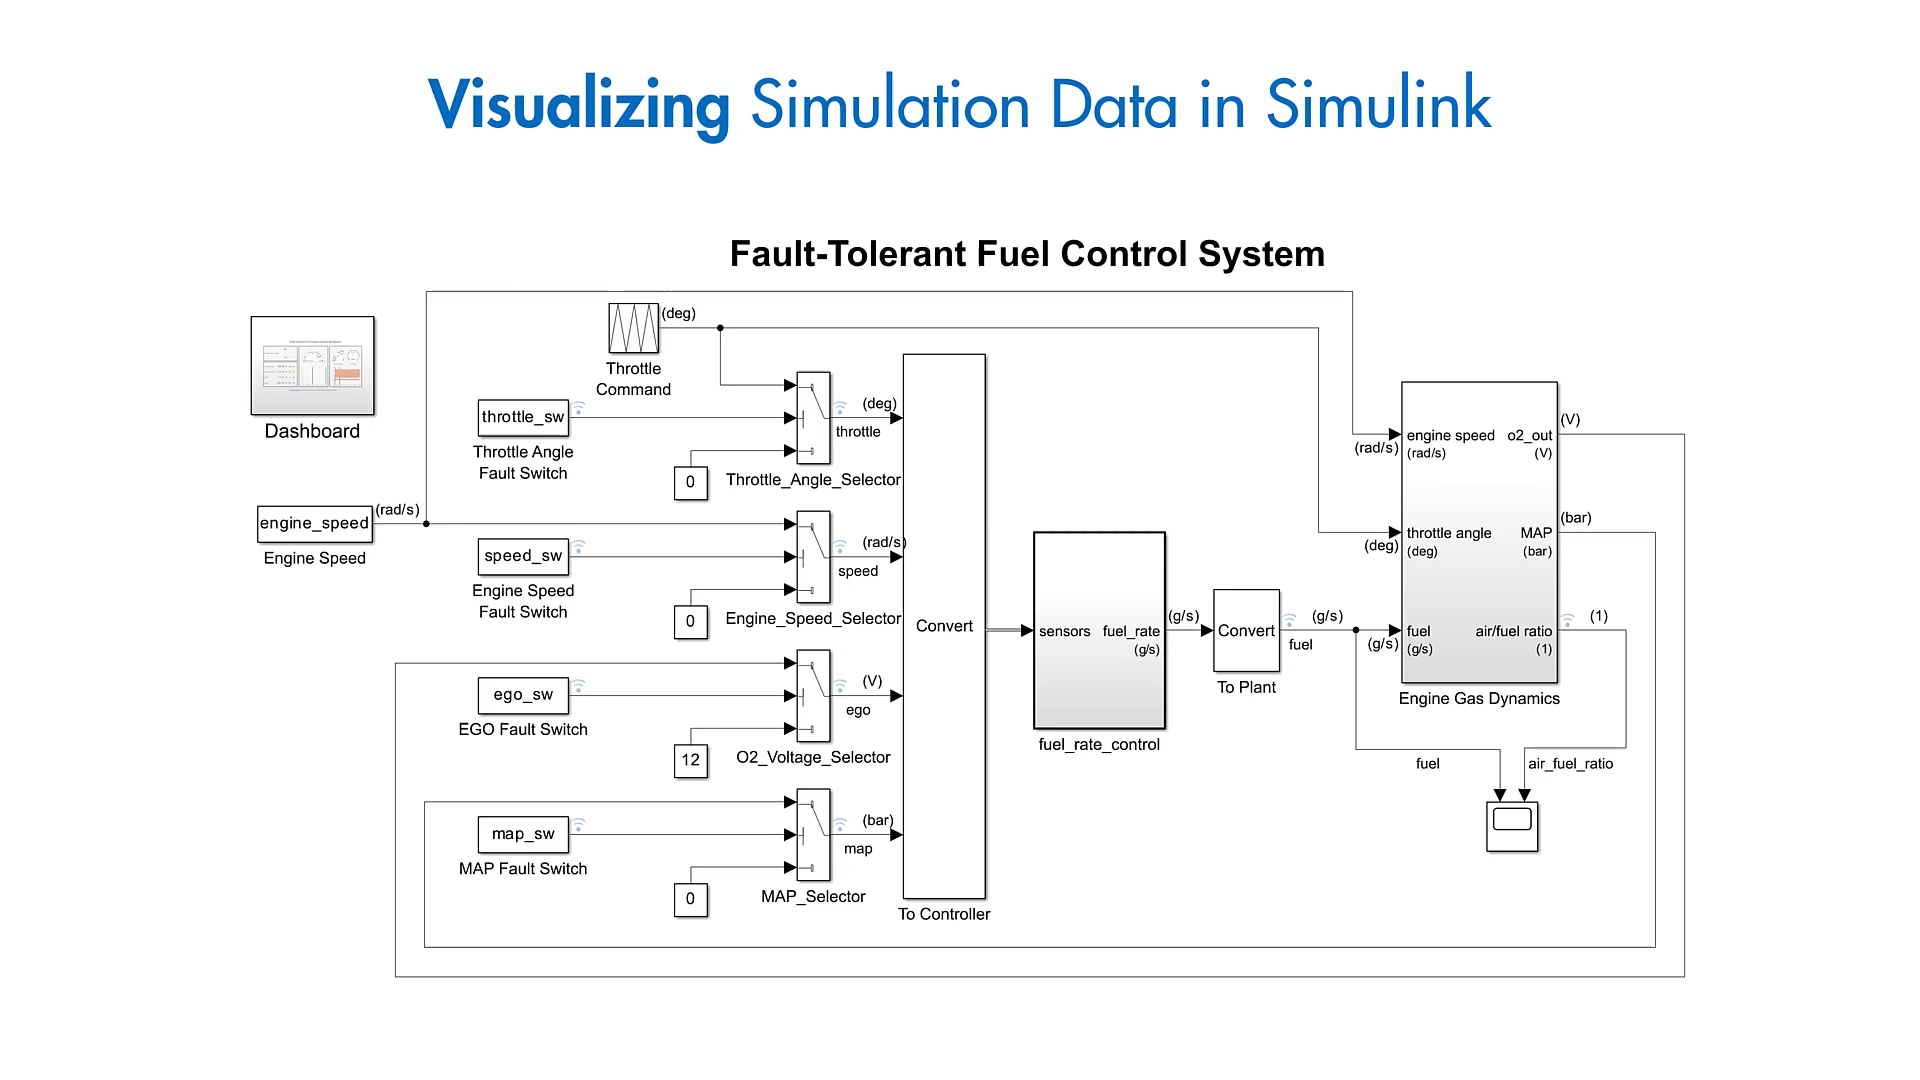 Visualizing Simulation Data in Simulink
Fault-Tolerant Fuel Control System
Dashboard
(deg)
Throttle
Command
throttle_sw
Throttle Angle
Fault Switch
0
(deg)
throttle
Throttle_Angle_Selector
engine_speed
(rad/s)
Engine Speed
speed_sw
Engine Speed
Fault Switch
0
(rad/s)
speed
Engine_Speed_Selector
ego_sw
EGO Fault Switch
12
(V)
ego
O2_Voltage_Selector
map_sw
MAP Fault Switch
0
(bar)
map
MAP_Selector
Convert
To Controller
sensors fuel_rate
(g/s)
fuel_rate_control
(g/s)
Convert
To Plant
(g/s)
fuel
(rad/s)
(deg)
(g/s)
engine speed o2_out
(rad/s) (V)
throttle angle MAP
(deg) (bar)
fuel air/fuel ratio
(g/s) (1)
Engine Gas Dynamics
(V)
(bar)
(1)
fuel
air_fuel_ratio